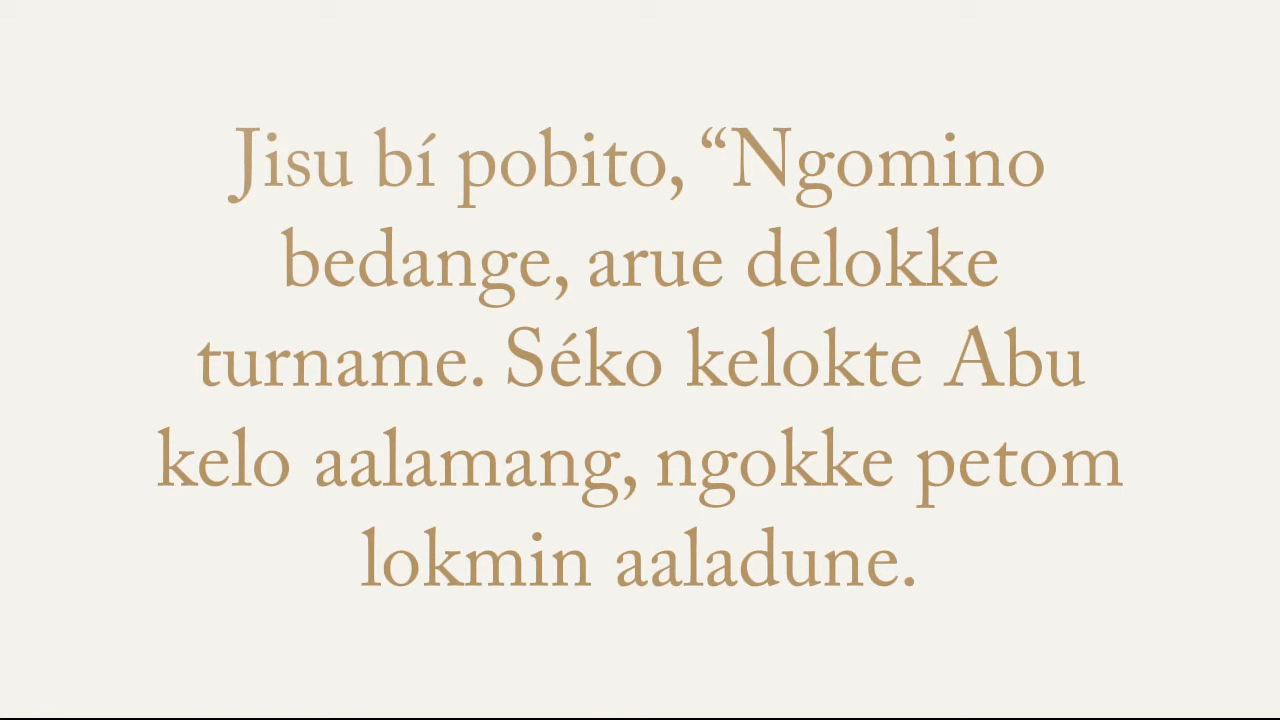 Jisu bí pobito, “Ngomino
bedange, arue delokke
turname. Séko kelokte Abu
kelo aalamang, ngokke petom
lokmin aaladune.